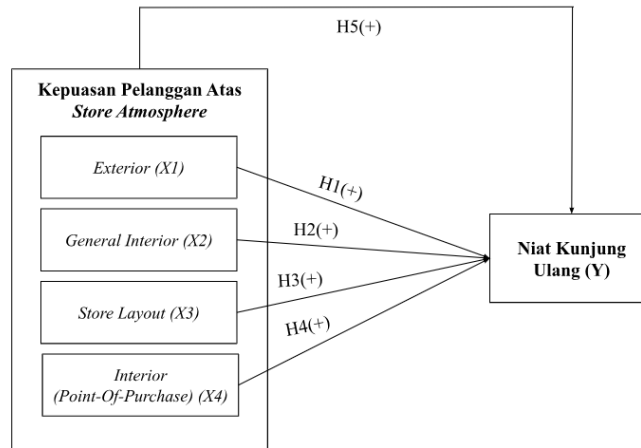 H5(+)
Kepuasan Pelanggan Atas
Store Atmosphere
Exterior (X1)
H1(+)
General Interior (X2)
H2(+)
Niat Kunjung
Ulang (Y)
H3(+)
Store Layout (X3)
H4(+)
Interior
(Point-Of-Purchase) (X4)